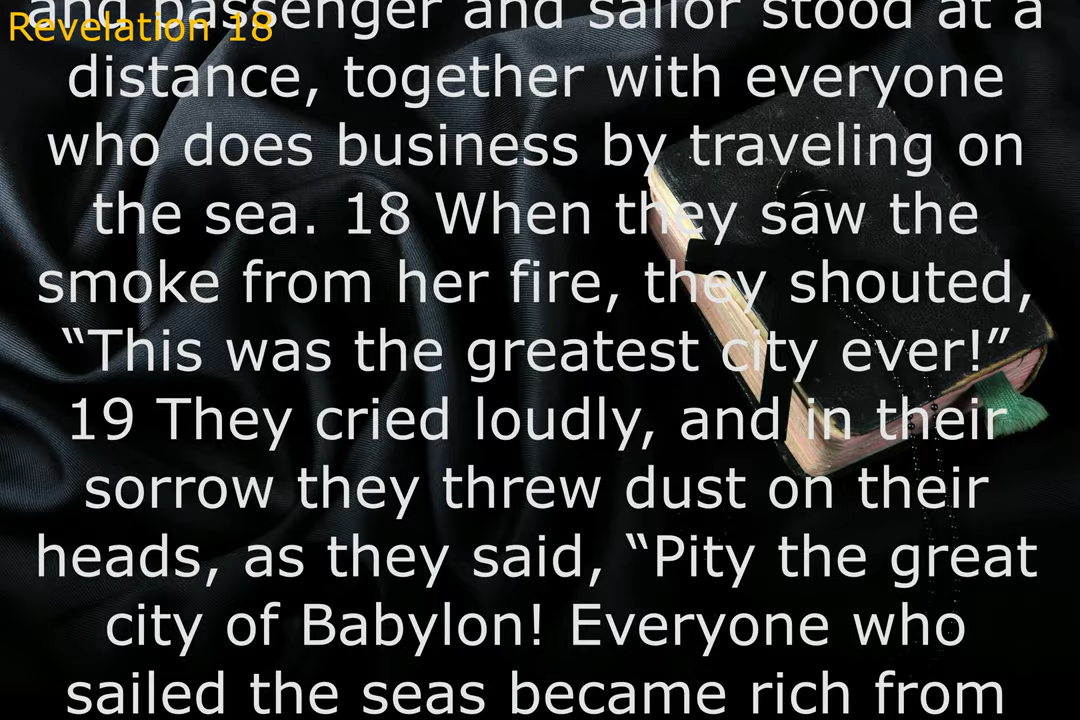 and passenger and sailor stood at a
Revelation 18
distance, together with everyone
who does business by traveling on
the sea. 18 When they saw the
smoke from her fire, they shouted,
“This was the greatest city ever!”
19 They cried loudly, and in their
sorrow they threw dust on their
heads, as they said, “Pity the great
city of Babylon! Everyone who
sailed the seas became rich from